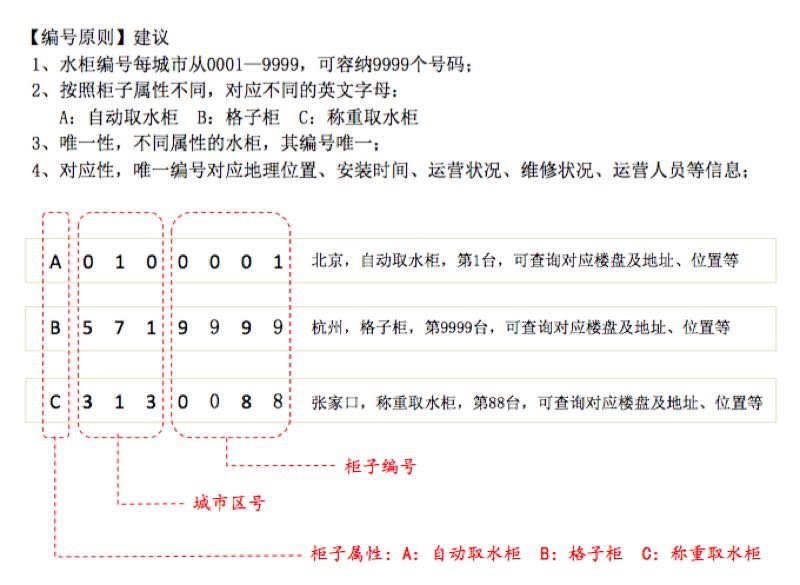 【编号原则】建议
1、水柜编号每城市从0001—9999，可容纳9999个号码；
2、按照柜子属性不同，对应不同的英文字母：
A：自动取水柜 B：格子柜 C：称重取水柜
3、唯一性，不同属性的水柜，其编号唯一；
4、对应性，唯一编号对应地理位置、安装时间、运营状况、维修状况、运营人员等信息；
A 0 1 0 0 0 0 1 北京，自动取水柜，第1台，可查询对应楼盘及地址、位置等
B 5 7 1 9 9 9 9 杭州，格子柜，第9999台，可查询对应楼盘及地址、位置等
C 3 1 3 0 0 8 8 张家口，称重取水柜，第88台，可查询对应楼盘及地址、位置等
柜子编号
城市区号
柜子属性：A：自动取水柜 B：格子柜 C：称重取水柜